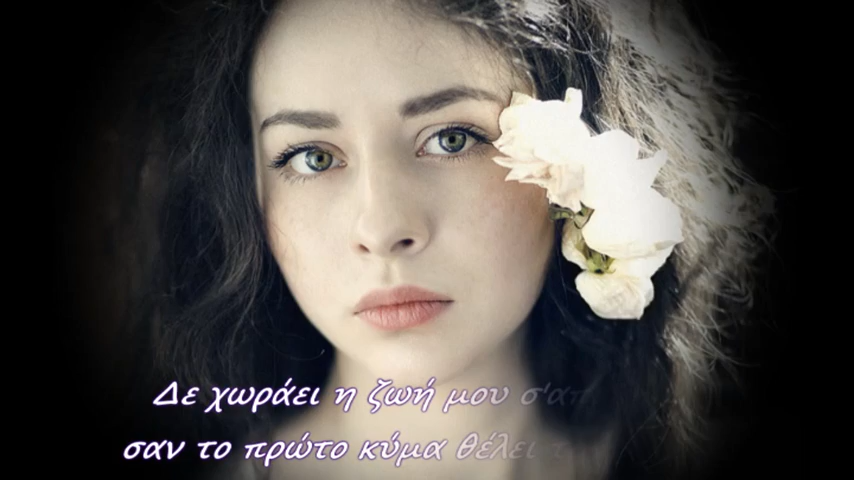 Δε χωράει η ζωή μου
σαν το πρώτο κύμα θέλει